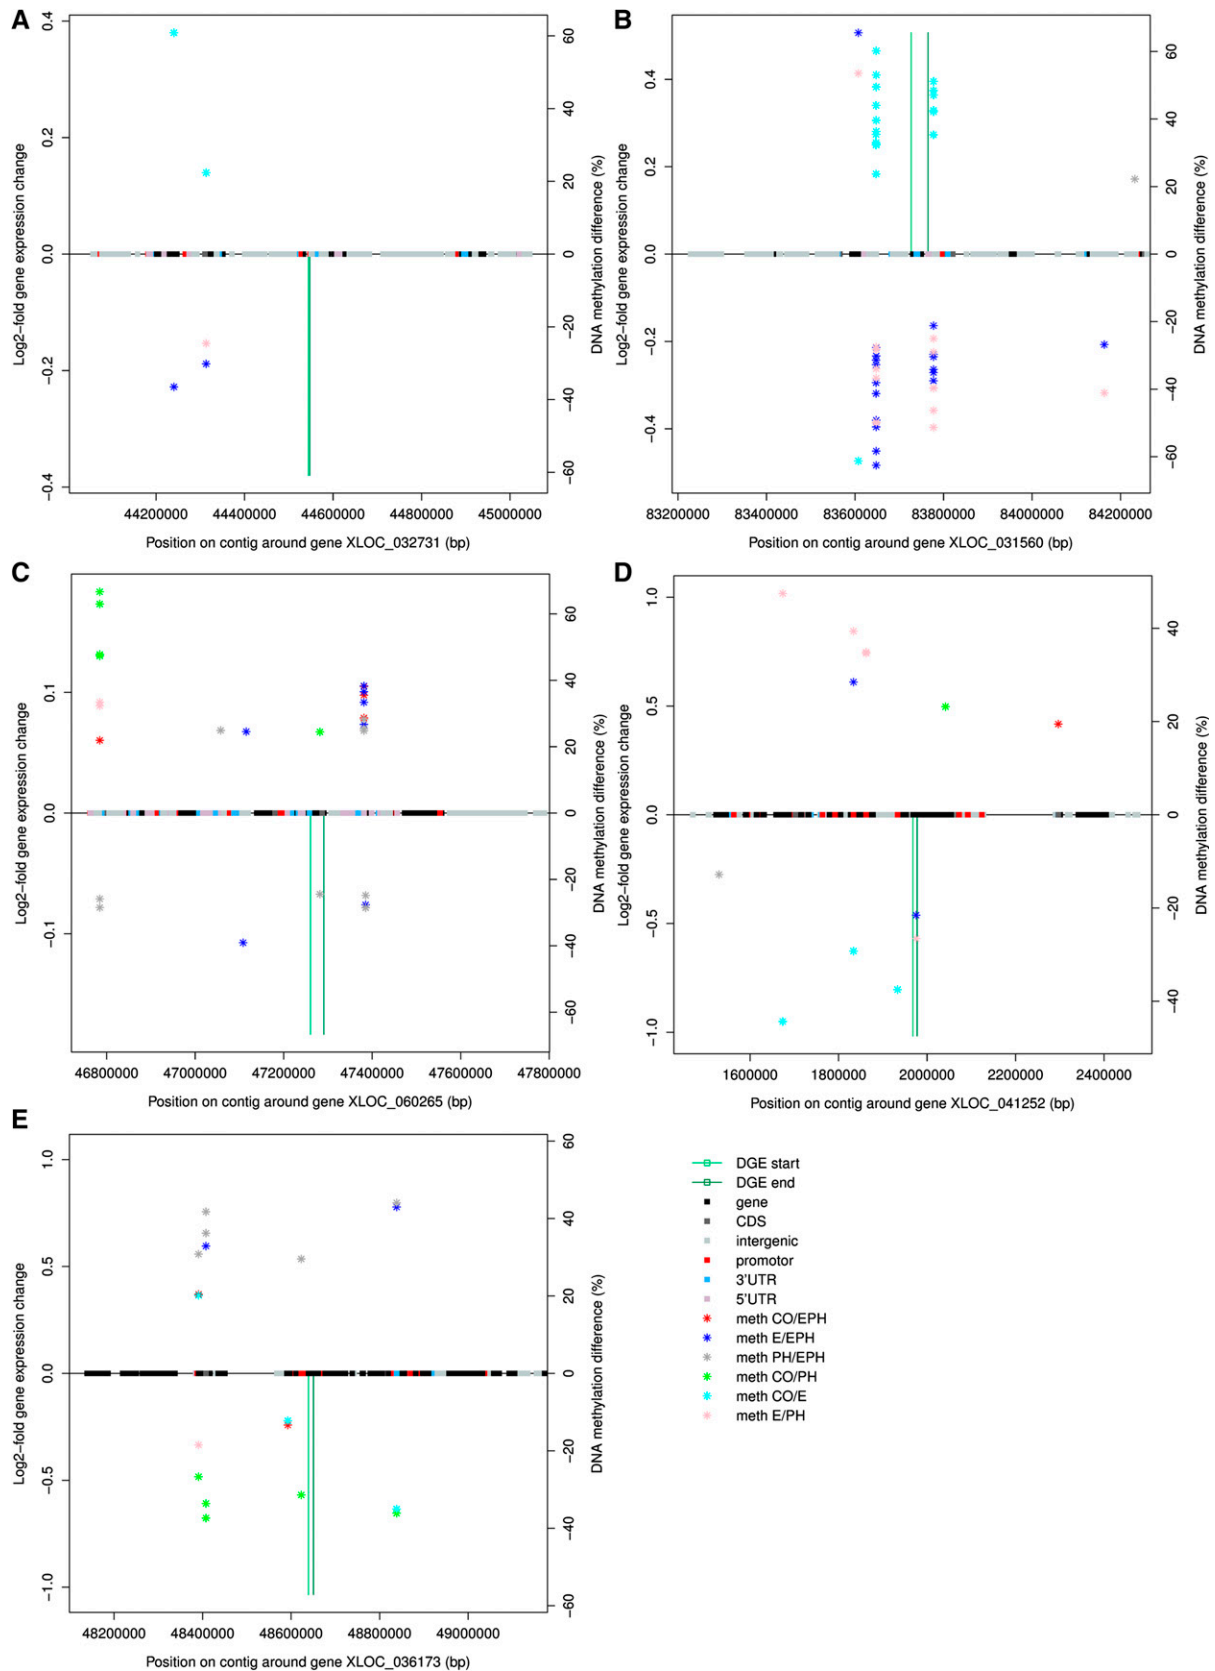 A
0.4
0.2
0.0
−0.2
−0.4
Log2−fold gene expression change
60
40
20
0
−20
−40
−60
DNA methylation difference (%)
44200000 44400000 44600000 44800000 45000000
Position on contig around gene XLOC_032731 (bp)
B
0.4
0.2
0.0
−0.2
−0.4
Log2−fold gene expression change
60
40
20
0
−20
−40
−60
DNA methylation difference (%)
83200000 83400000 83600000 83800000 84000000 84200000
Position on contig around gene XLOC_031560 (bp)
C
0.1
0.0
−0.1
Log2−fold gene expression change
60
40
20
0
−20
−40
−60
DNA methylation difference (%)
46800000 47000000 47200000 47400000 47600000 47800000
Position on contig around gene XLOC_060265 (bp)
D
1.0
0.5
0.0
−0.5
−1.0
Log2−fold gene expression change
40
20
0
−20
−40
DNA methylation difference (%)
1600000 1800000 2000000 2200000 2400000
Position on contig around gene XLOC_041252 (bp)
E
1.0
0.5
0.0
−0.5
−1.0
Log2−fold gene expression change
60
40
20
0
−20
−40
−60
DNA methylation difference (%)
48200000 48400000 48600000 48800000 49000000
Position on contig around gene XLOC_036173 (bp)
DGE start
DGE end
gene
CDS
intergenic
promotor
3'UTR
5'UTR
meth CO/EPH
meth E/EPH
meth PH/EPH
meth CO/PH
meth CO/E
meth E/PH